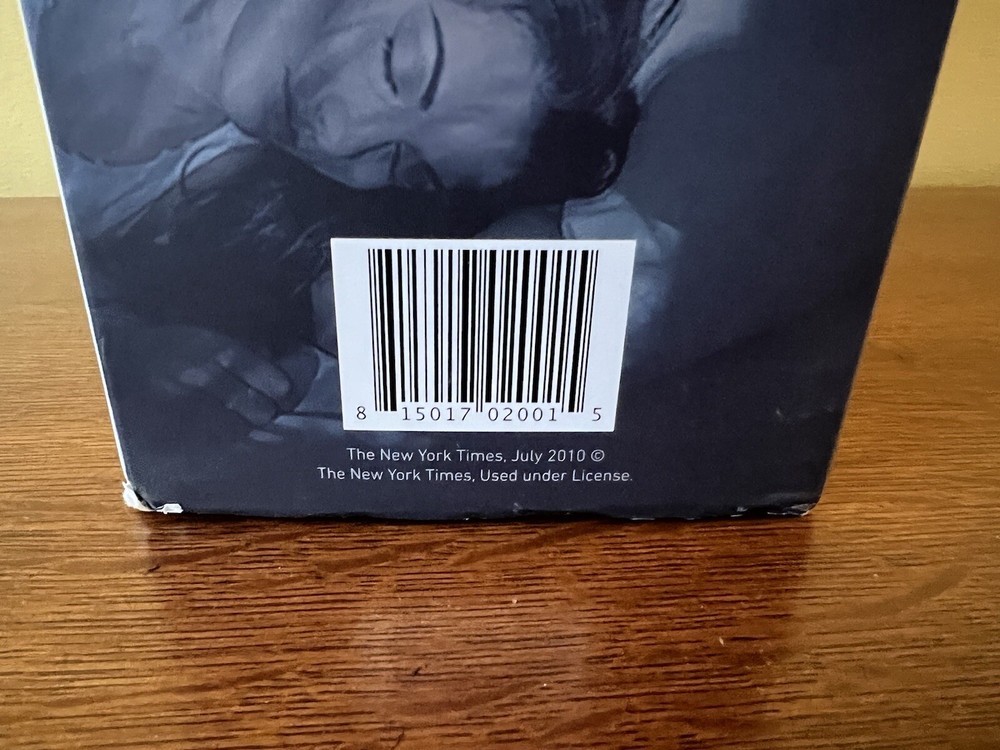 8 15017 02001 5
The New York Times, July 2010 ©
The New York Times, Used under License.